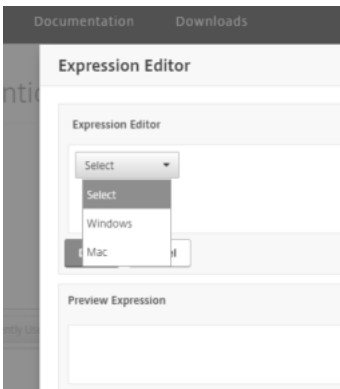 Documentation Downloads
Expression Editor
Expression Editor
Select
Select
Windows
Mac
Preview Expression